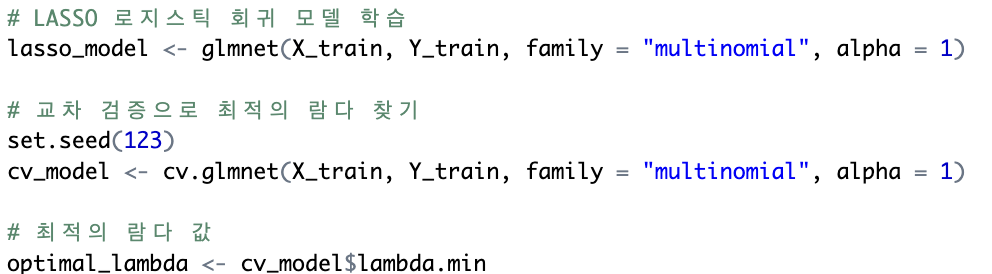 # LASSO 로지스틱 회귀 모델 학습
lasso_model <- glmnet(X_train, Y_train, family = "multinomial", alpha = 1)
# 교차 검증으로 최적의 람다 찾기
set.seed(123)
cv_model <- cv.glmnet(X_train, Y_train, family = "multinomial", alpha = 1)
# 최적의 람다 값
optimal_lambda <- cv_model$lambda.min